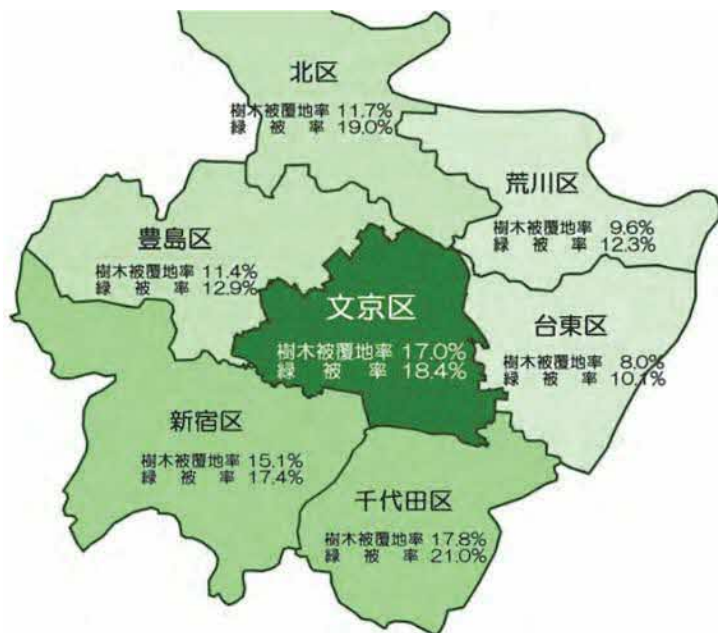 北区
樹木被覆地率 11.7%
緑被率 19.0%
荒川区
樹木被覆地率 9.6%
緑被率 12.3%
豊島区
樹木被覆地率 11.4%
緑被率 12.9%
文京区
樹木被覆地率 17.0%
緑被率 18.4%
台東区
樹木被覆地率 8.0%
緑被率 10.1%
新宿区
樹木被覆地率 15.1%
緑被率 17.4%
千代田区
樹木被覆地率 17.8%
緑被率 21.0%